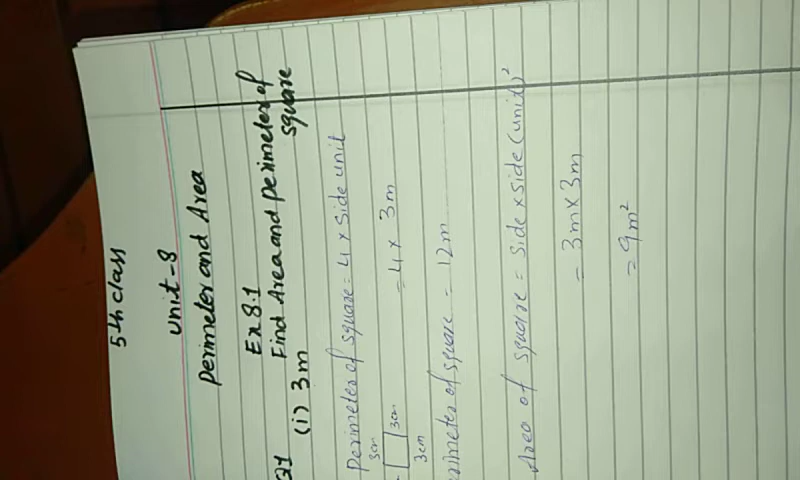 5th class
Unit-8
Perimeter and Area
Ex 8.1
Q1 Find Area and Perimeter of
square
(i) 3m
Perimeter of square = 4 x side unit
3cm
3cm
= 4 x 3m
3cm
Perimeter of square = 12m
Area of square = side x side (unit)²
= 3m x 3m
= 9m²